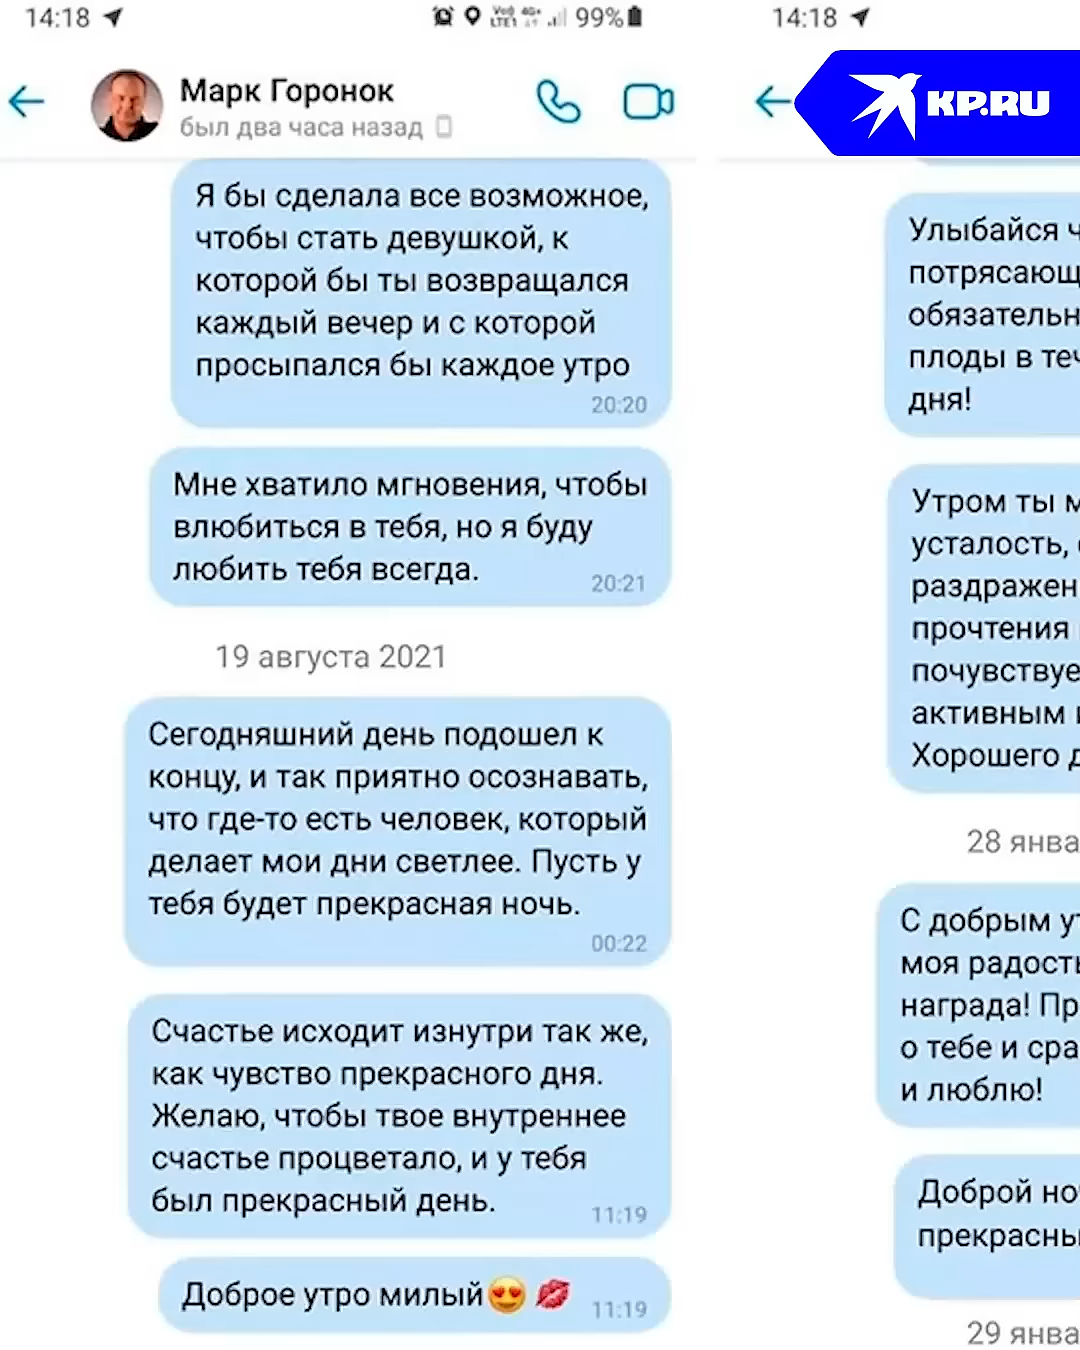 14:18
99%
Марк Горонок
был два часа назад
Я бы сделала все возможное,
чтобы стать девушкой, к
которой бы ты возвращался
каждый вечер и с которой
просыпался бы каждое утро
20:20
Мне хватило мгновения, чтобы
влюбиться в тебя, но я буду
любить тебя всегда.
20:21
19 августа 2021
Сегодняшний день подошел к
концу, и так приятно осознавать,
что где-то есть человек, который
делает мои дни светлее. Пусть у
тебя будет прекрасная ночь.
00:22
Счастье исходит изнутри так же,
как чувство прекрасного дня.
Желаю, чтобы твое внутреннее
счастье процветало, и у тебя
был прекрасный день.
11:19
Доброе утро милый😍💋
11:19
14:18
KP.RU
Улыбайся ч
потрясающ
обязательн
плоды в теч
дня!
Утром ты м
усталость,
раздражен
прочтения
почувствуе
активным
Хорошего д
28 янва
С добрым ут
моя радость
награда! Пр
о тебе и сра
и люблю!
Доброй но
прекрасны
29 янва